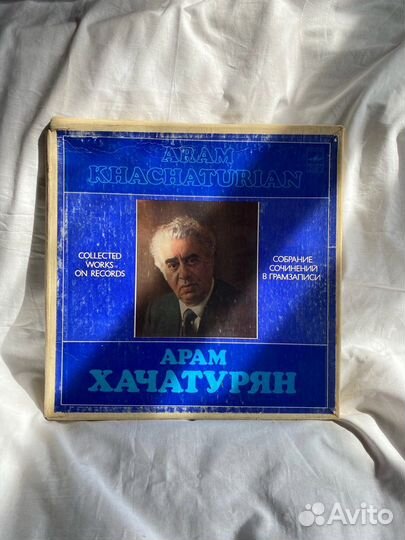 ARAM
KHACHATURIAN
COLLECTED
WORKS
ON RECORDS
СОБРАНИЕ
СОЧИНЕНИЙ
В ГРАМЗАПИСИ
АРАМ
ХАЧАТУРЯН
Avito